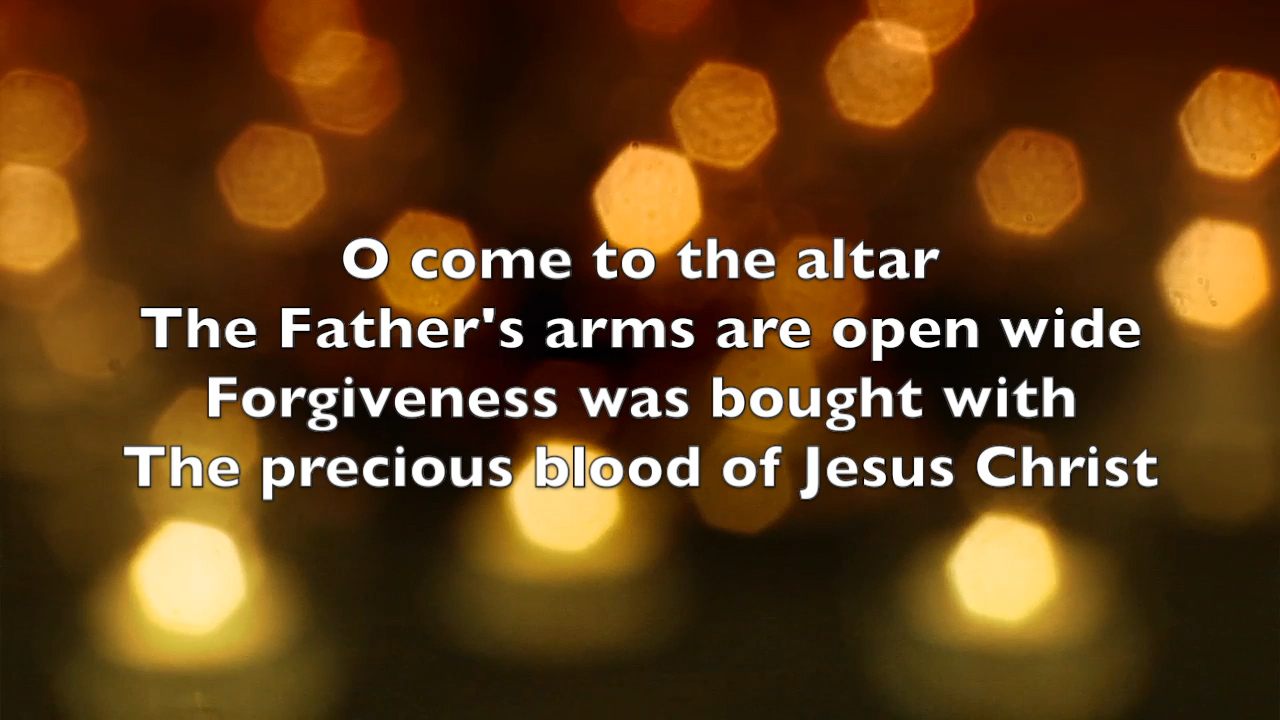 O come to the altar
The Father's arms are open wide
Forgiveness was bought with
The precious blood of Jesus Christ